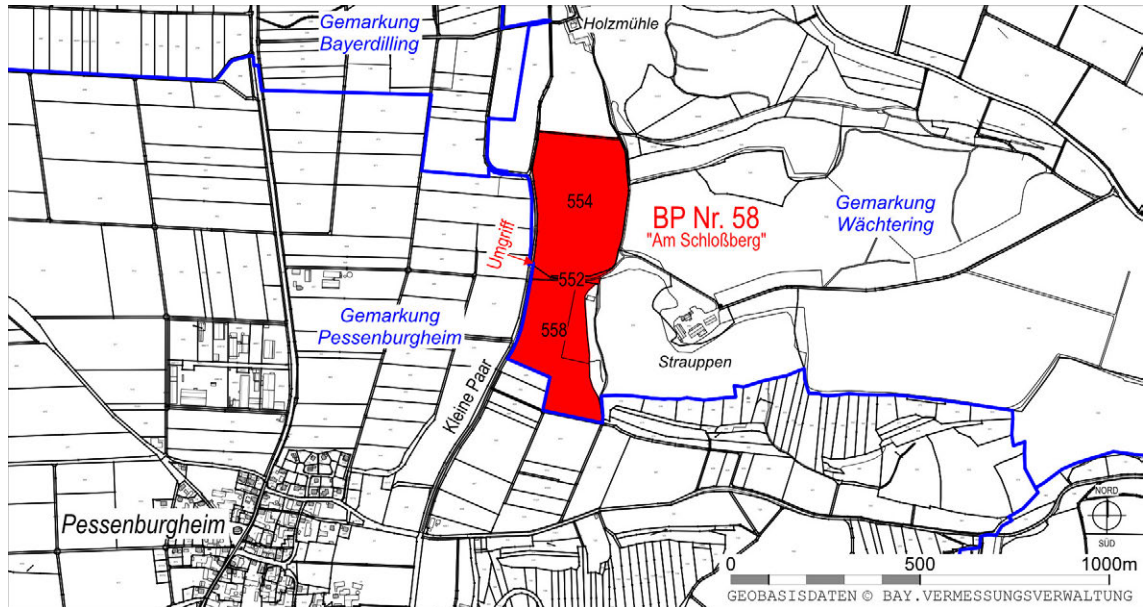 Gemarkung
Bayerdilling
Holzmühle
554
BP Nr. 58
"Am Schloßberg"
Gemarkung
Wächtering
Umgriff
552
Gemarkung
Pessenburgheim
558
Strauppen
Kleine Paar
Pessenburgheim
NORD
SÜD
0
500
1000m
GEOBASISDATEN © BAY.VERMESSUNGSVERWALTUNG